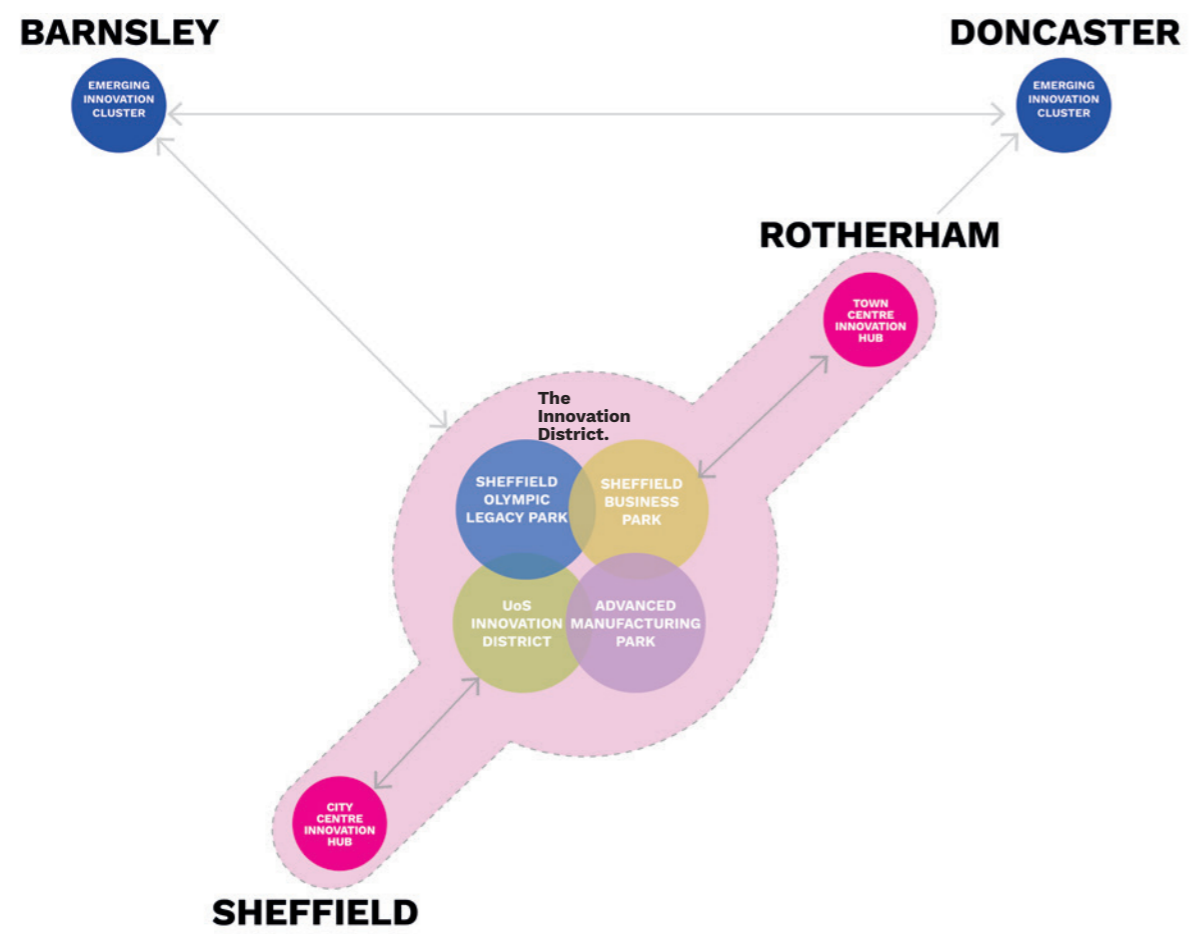 BARNSLEY
DONCASTER
EMERGING
INNOVATION
CLUSTER
EMERGING
INNOVATION
CLUSTER
ROTHERHAM
TOWN
CENTRE
INNOVATION
HUB
The
Innovation
District.
SHEFFIELD
OLYMPIC
LEGACY PARK
SHEFFIELD
BUSINESS
PARK
UoS
INNOVATION
DISTRICT
ADVANCED
MANUFACTURING
PARK
CITY
CENTRE
INNOVATION
HUB
SHEFFIELD